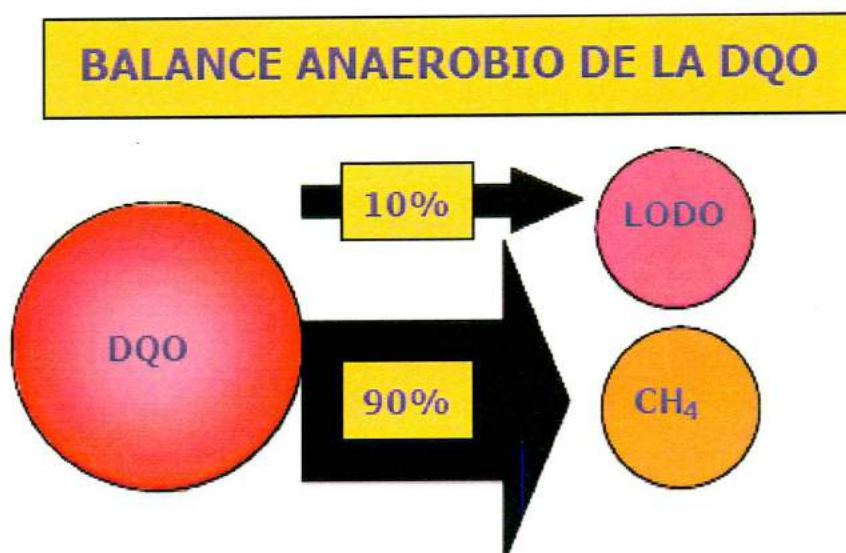 BALANCE ANAEROBIO DE LA DQO
10%
LODO
DQO
90%
CH₄